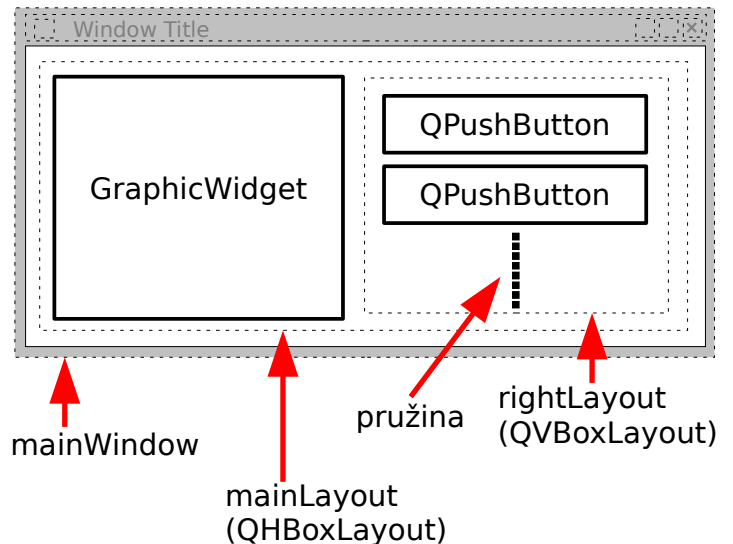 Window Title
GraphicWidget
QPushButton
QPushButton
pružina
rightLayout
(QVBoxLayout)
mainWindow
mainLayout
(QHBoxLayout)